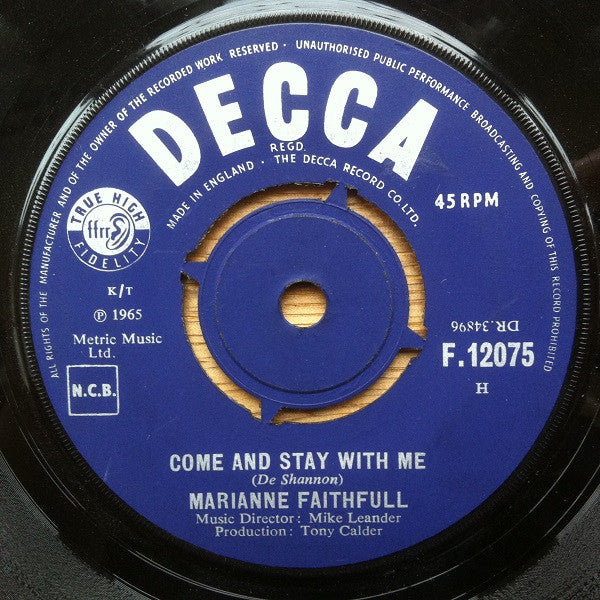 ALL RIGHTS OF THE MANUFACTURER AND OF THE OWNER OF THE RECORDED WORK RESERVED · UNAUTHORISED PUBLIC PERFORMANCE BROADCASTING AND COPYING OF THIS RECORD PROHIBITED
DECCA
REGD.
MADE IN ENGLAND · THE DECCA RECORD CO. LTD.
TRUE HIGH
ffrr
FIDELITY
45 RPM
K/T
℗ 1965
Metric Music
Ltd.
N.C.B.
DR.34896
F.12075
H
COME AND STAY WITH ME
(De Shannon)
MARIANNE FAITHFULL
Music Director: Mike Leander
Production: Tony Calder